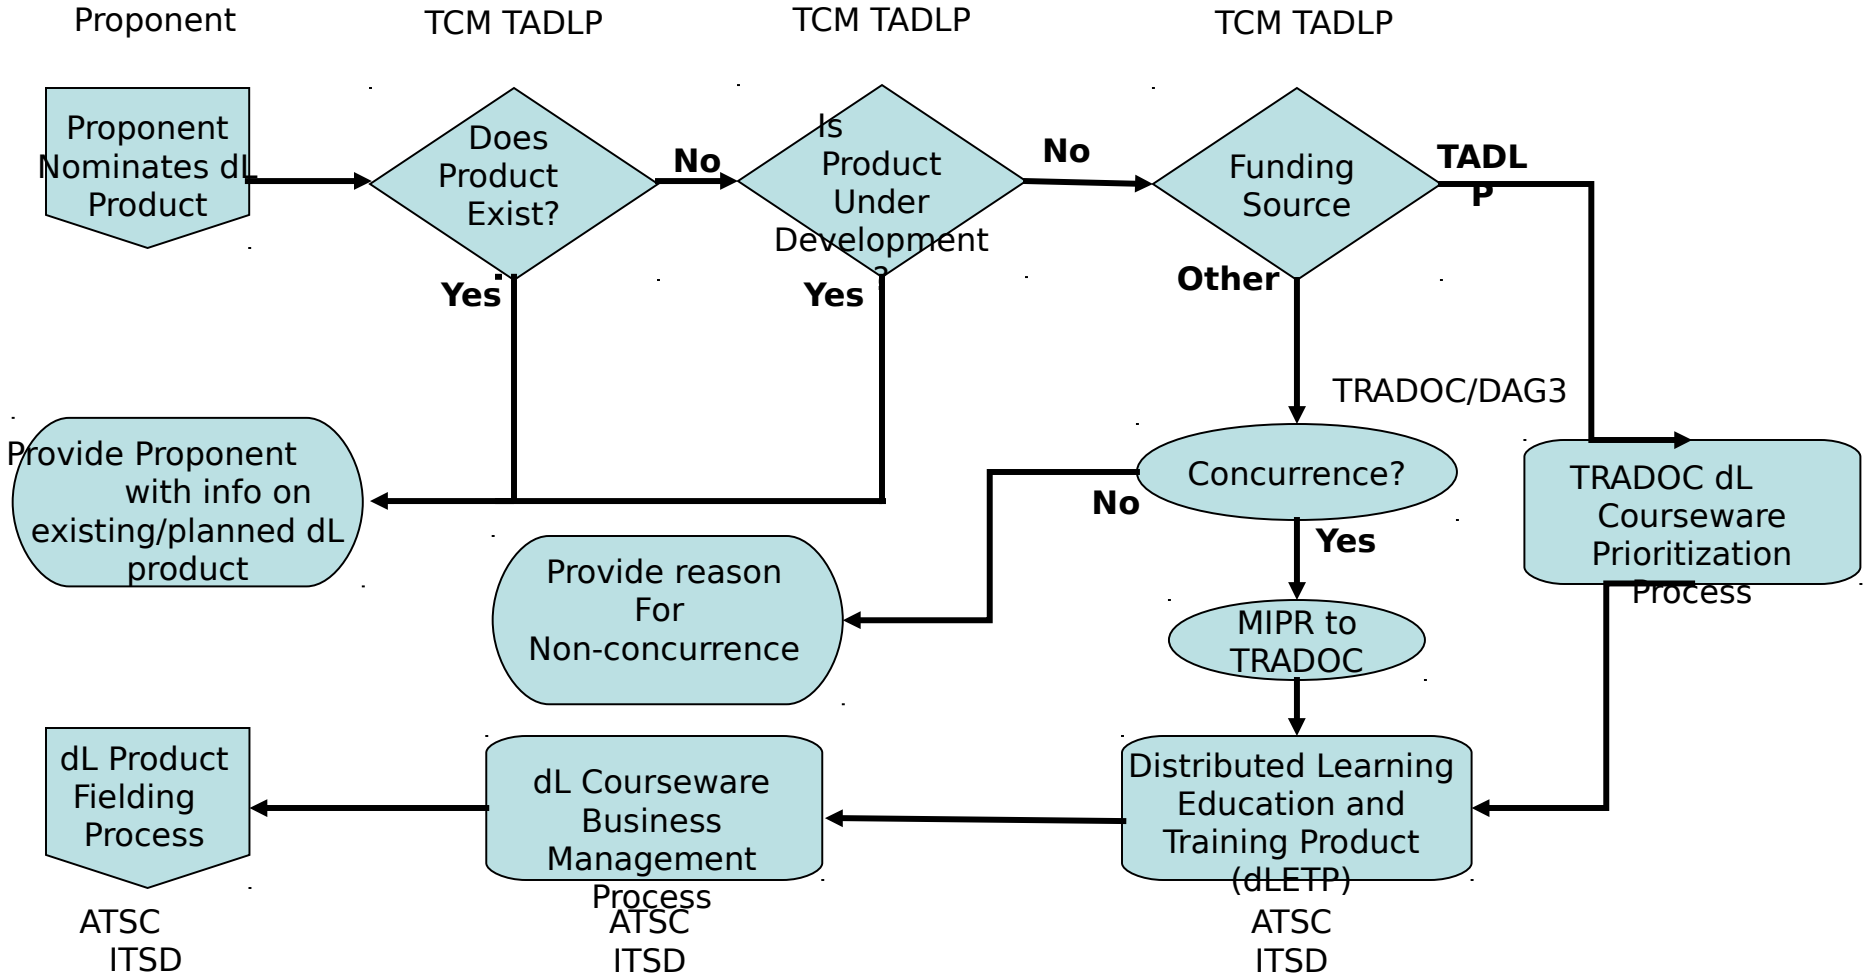 Proponent
TCM TADLP
TCM TADLP
TCM TADLP
Proponent
Nominates dL
Product
Does
Product
Exist?
No
Is
Product
Under
Development
?
No
Funding
Source
TADL
P
Yes
Yes
Other
TRADOC/DAG3
Provide Proponent
with info on
existing/planned dL
product
Concurrence?
No
Yes
TRADOC dL
Courseware
Prioritization
Process
Provide reason
For
Non-concurrence
MIPR to
TRADOC
dL Product
Fielding
Process
dL Courseware
Business
Management
Process
Distributed Learning
Education and
Training Product
(dLETP)
ATSC
ITSD
ATSC
ITSD
ATSC
ITSD